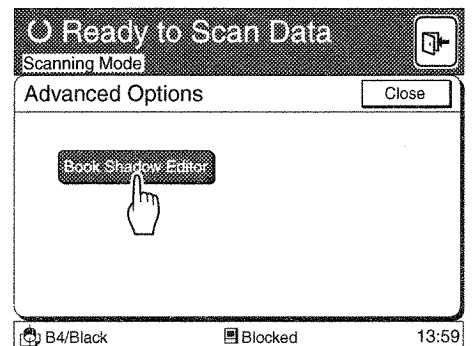 Ready to Scan Data
Scanning Mode
Advanced Options
Close
Book Shadow Editor
B4/Black
Blocked
13:59